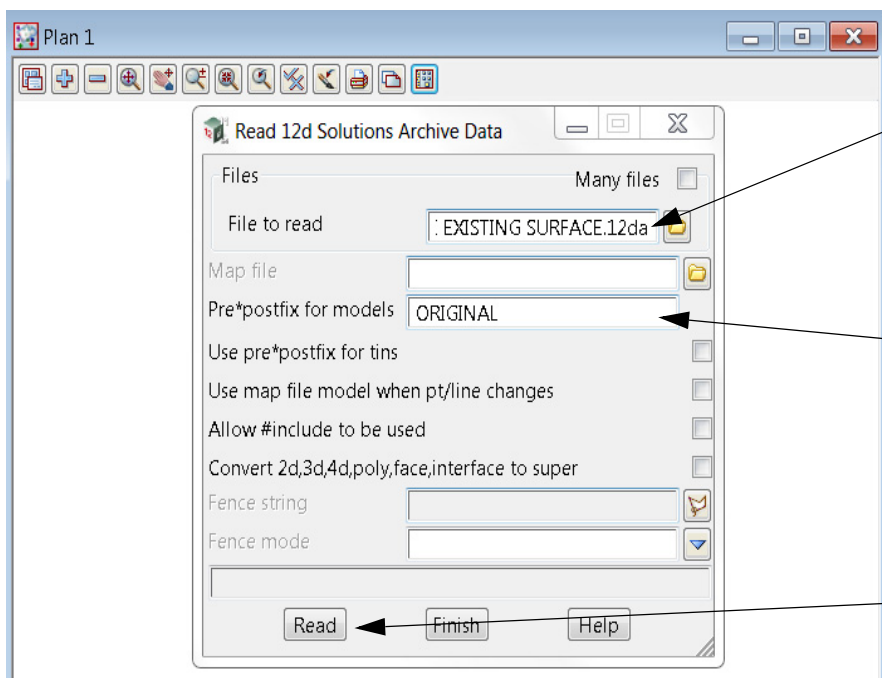 Plan 1
Read 12d Solutions Archive Data
Files
Many files
File to read
: EXISTING SURFACE.12da
Map file
Pre*postfix for models
ORIGINAL
Use pre*postfix for tins
Use map file model when pt/line changes
Allow #include to be used
Convert 2d,3d,4d,poly,face,interface to super
Fence string
Fence mode
Read
Finish
Help